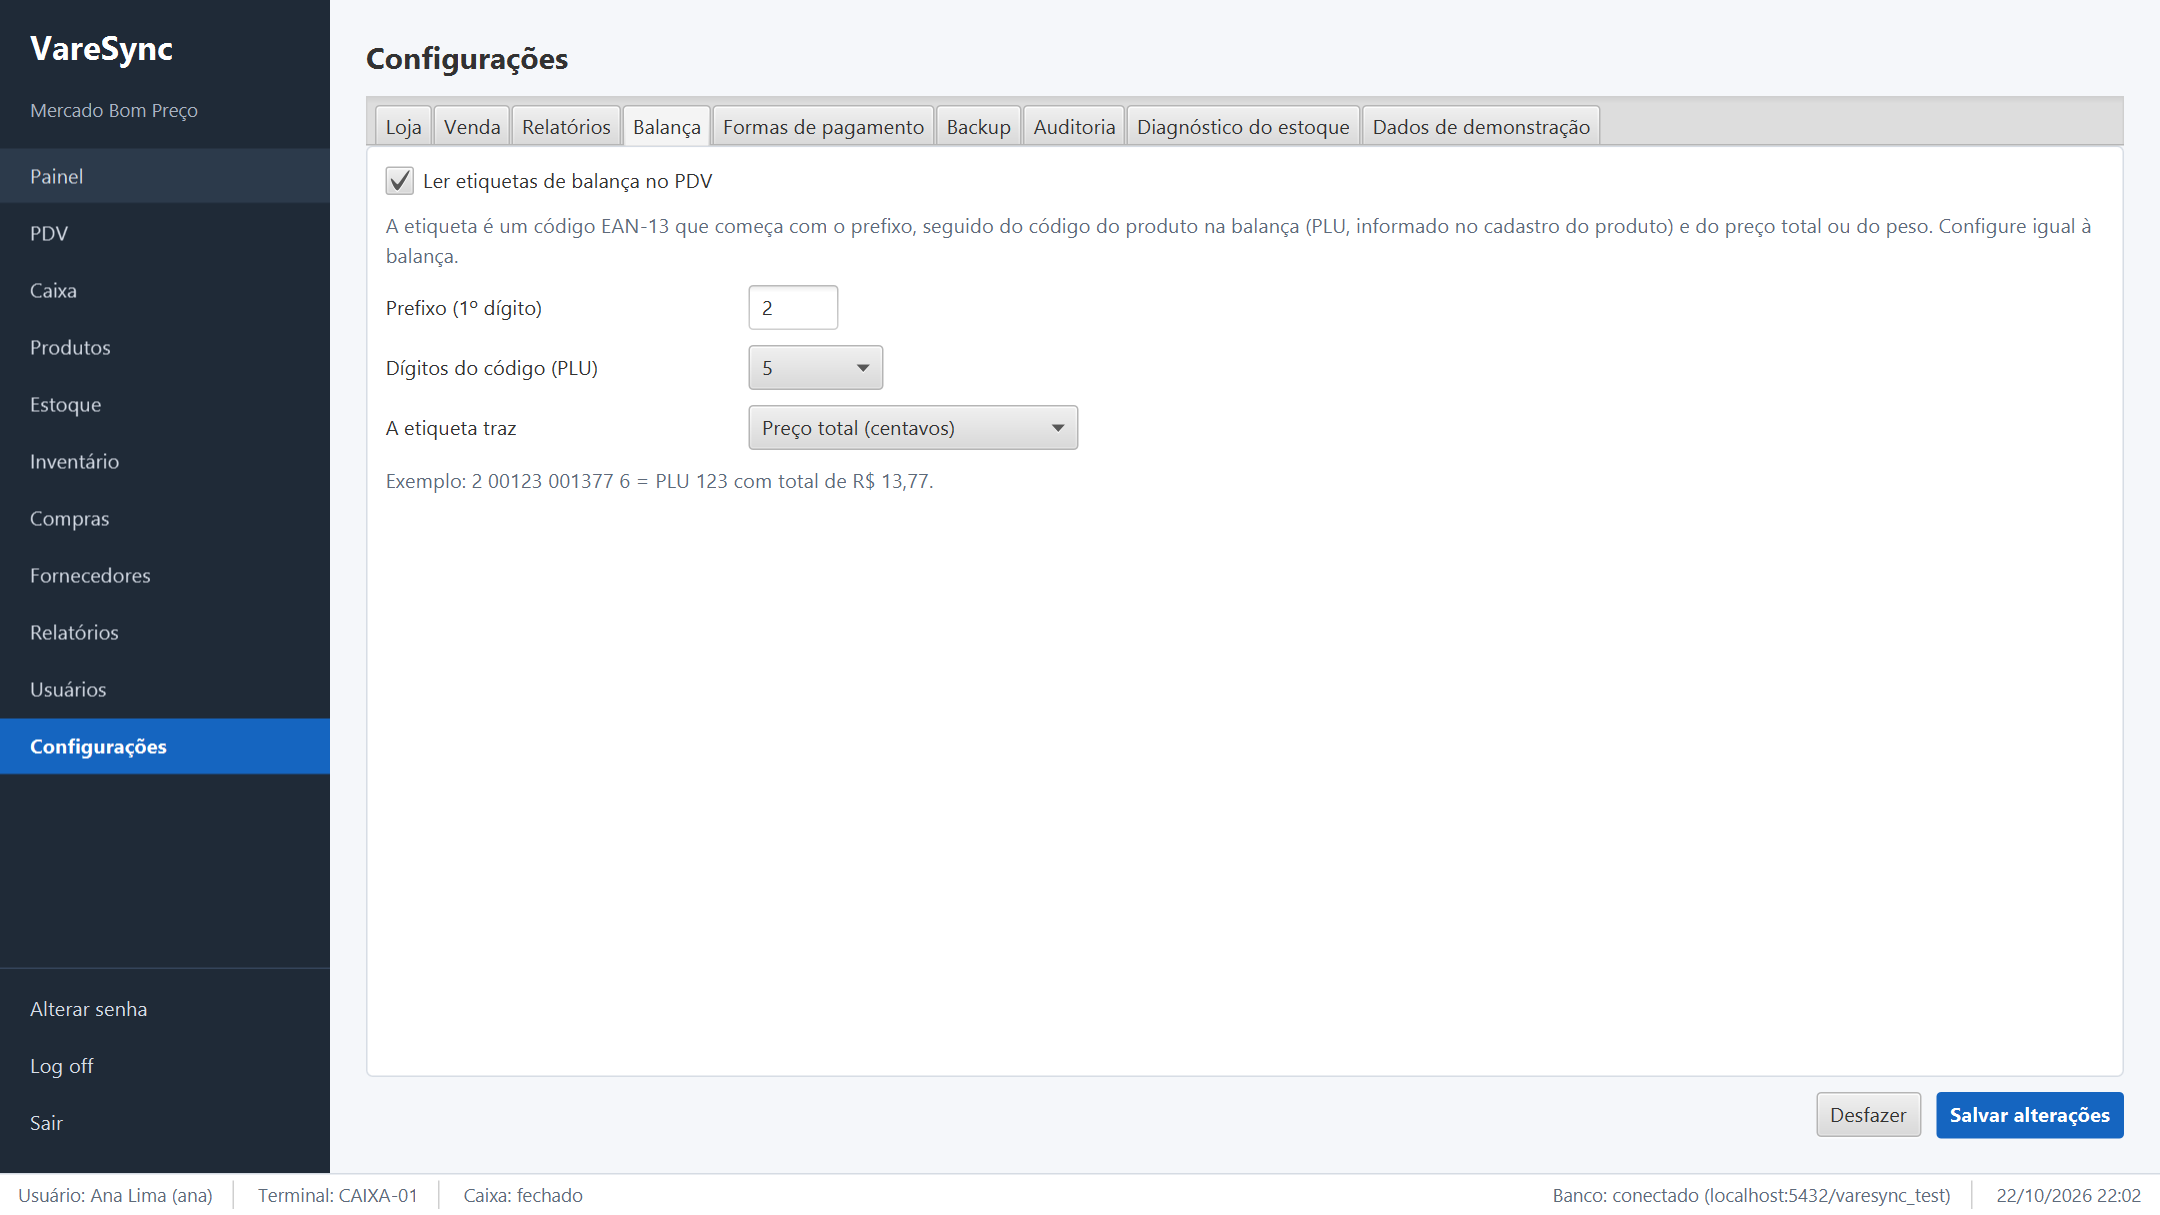 VareSync
Mercado Bom Preço
Painel
PDV
Caixa
Produtos
Estoque
Inventário
Compras
Fornecedores
Relatórios
Usuários
Configurações
Alterar senha
Log off
Sair
Configurações
Loja Venda Relatórios Balança Formas de pagamento Backup Auditoria Diagnóstico do estoque Dados de demonstração
Ler etiquetas de balança no PDV
A etiqueta é um código EAN-13 que começa com o prefixo, seguido do código do produto na balança (PLU, informado no cadastro do produto) e do preço total ou do peso. Configure igual à
balança.
Prefixo (1º dígito) 2
Dígitos do código (PLU) 5
A etiqueta traz Preço total (centavos)
Exemplo: 2 00123 001377 6 = PLU 123 com total de R$ 13,77.
Desfazer Salvar alterações
Usuário: Ana Lima (ana) Terminal: CAIXA-01 Caixa: fechado Banco: conectado (localhost:5432/varesync_test) 22/10/2026 22:02